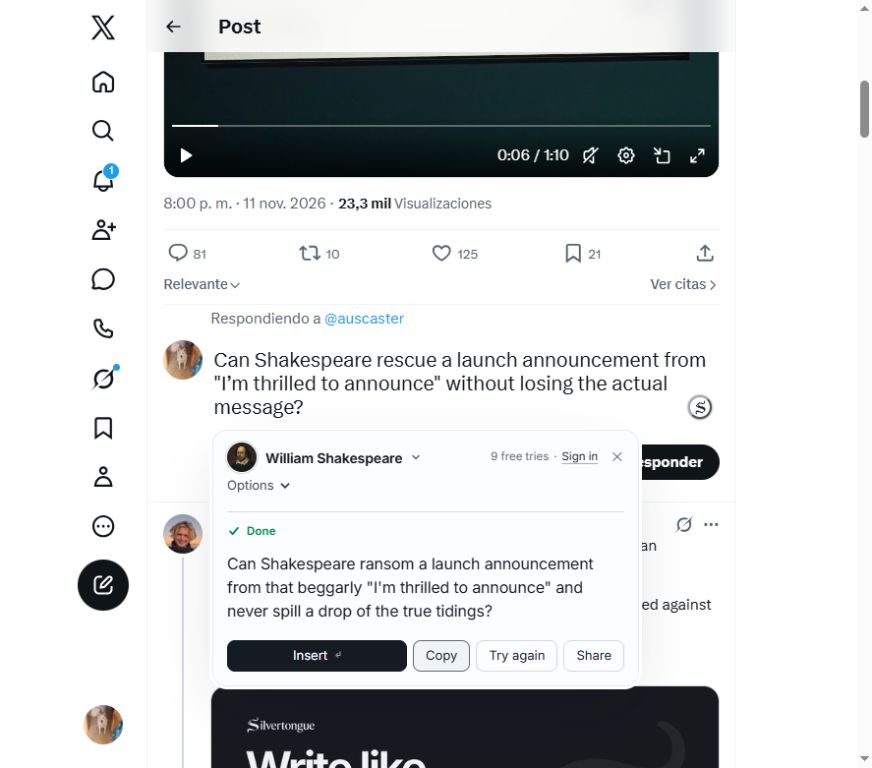 Post
0:06 / 1:10
8:00 p. m. · 11 nov. 2026 · 23,3 mil Visualizaciones
81
10
125
21
Relevante
Ver citas
Respondiendo a @auscaster
Can Shakespeare rescue a launch announcement from
"I’m thrilled to announce" without losing the actual
message?
S
William Shakespeare
9 free tries · Sign in
sponder
Options
Done
an
Can Shakespeare ransom a launch announcement
from that beggarly "I'm thrilled to announce" and
never spill a drop of the true tidings?
ed against
Insert
Copy
Try again
Share
Silvertongue
Write like
1